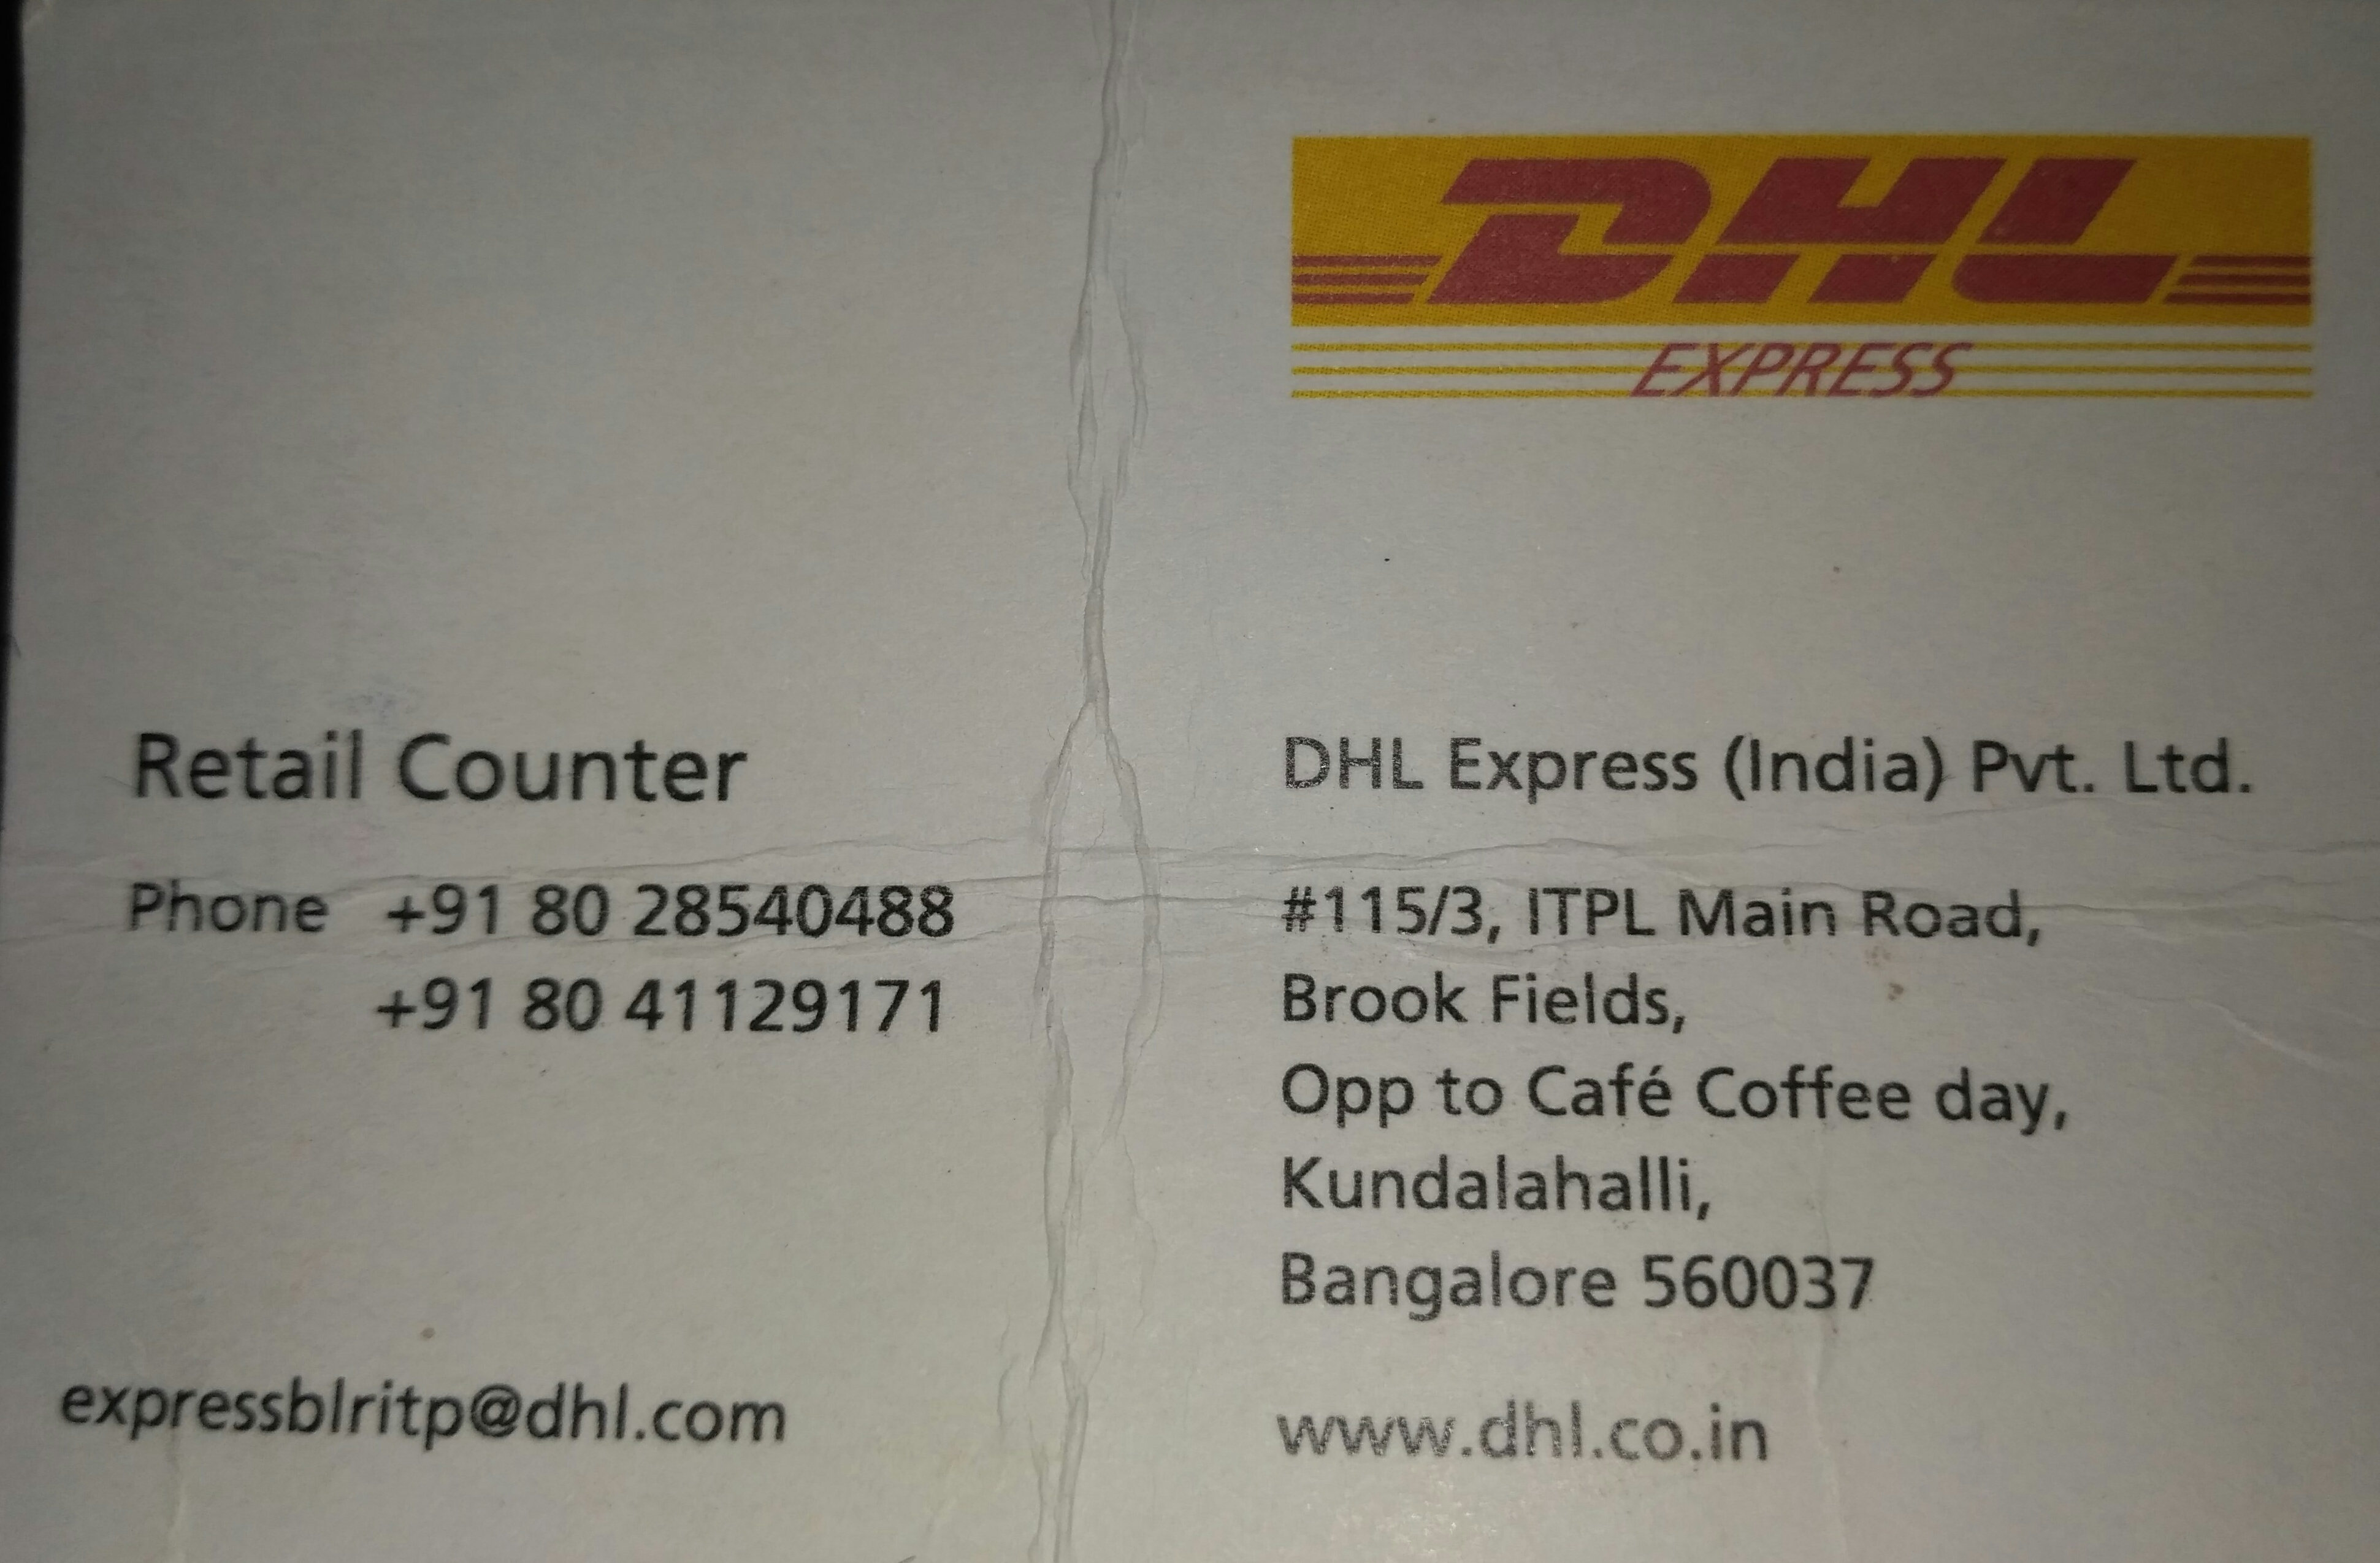 DHL
EXPRESS
Retail Counter
Phone +91 80 28540488
+91 80 41129171
expressblritp@dhl.com
DHL Express (India) Pvt. Ltd.
#115/3, ITPL Main Road,
Brook Fields,
Opp to Café Coffee day,
Kundalahalli,
Bangalore 560037
www.dhl.co.in